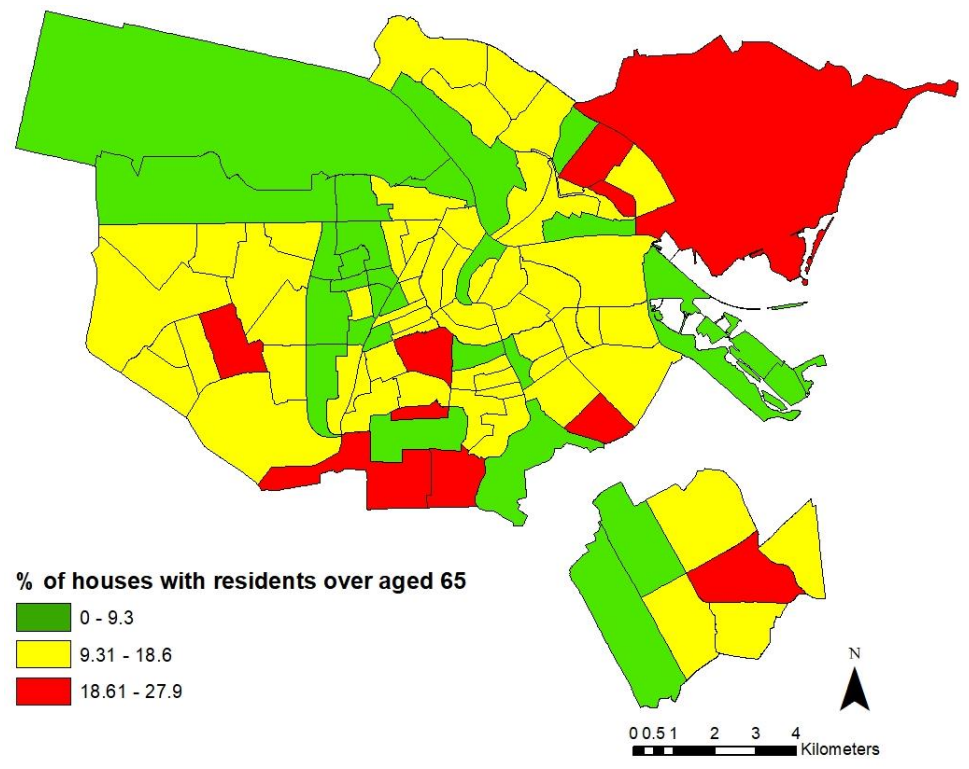 % of houses with residents over aged 65
0 - 9.3
9.31 - 18.6
18.61 - 27.9
N
0 0.5 1 2 3 4
Kilometers